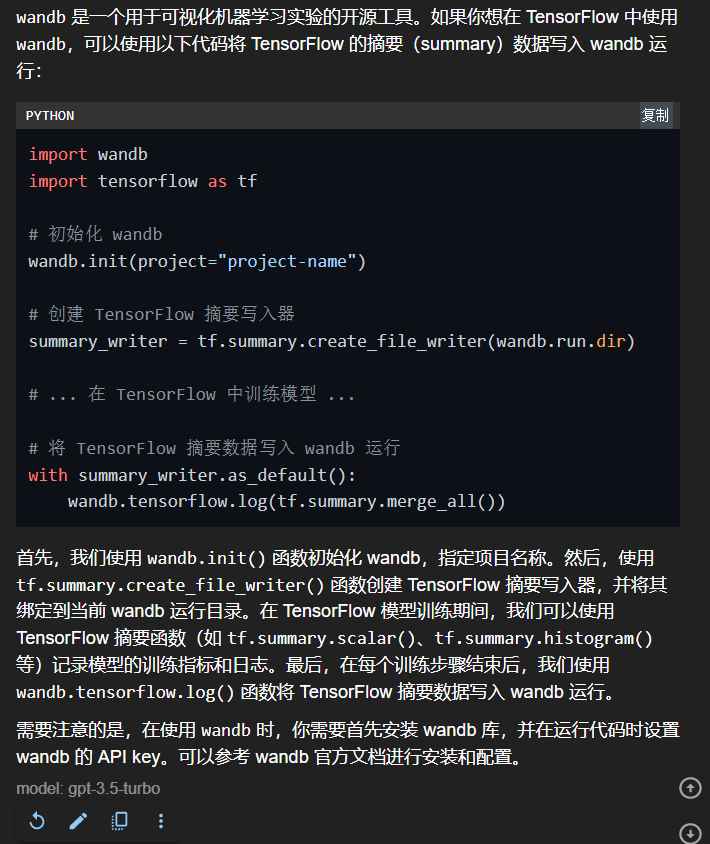 wandb 是一个用于可视化机器学习实验的开源工具。如果你想在 TensorFlow 中使用
wandb，可以使用以下代码将 TensorFlow 的摘要（summary）数据写入 wandb 运
行：
PYTHON 复制
import wandb
import tensorflow as tf
# 初始化 wandb
wandb.init(project="project-name")
# 创建 TensorFlow 摘要写入器
summary_writer = tf.summary.create_file_writer(wandb.run.dir)
# ... 在 TensorFlow 中训练模型 ...
# 将 TensorFlow 摘要数据写入 wandb 运行
with summary_writer.as_default():
    wandb.tensorflow.log(tf.summary.merge_all())
首先，我们使用 wandb.init() 函数初始化 wandb，指定项目名称。然后，使用
tf.summary.create_file_writer() 函数创建 TensorFlow 摘要写入器，并将其
绑定到当前 wandb 运行目录。在 TensorFlow 模型训练期间，我们可以使用
TensorFlow 摘要函数（如 tf.summary.scalar()、tf.summary.histogram()
等）记录模型的训练指标和日志。最后，在每个训练步骤结束后，我们使用
wandb.tensorflow.log() 函数将 TensorFlow 摘要数据写入 wandb 运行。
需要注意的是，在使用 wandb 时，你需要首先安装 wandb 库，并在运行代码时设置
wandb 的 API key。可以参考 wandb 官方文档进行安装和配置。
model: gpt-3.5-turbo